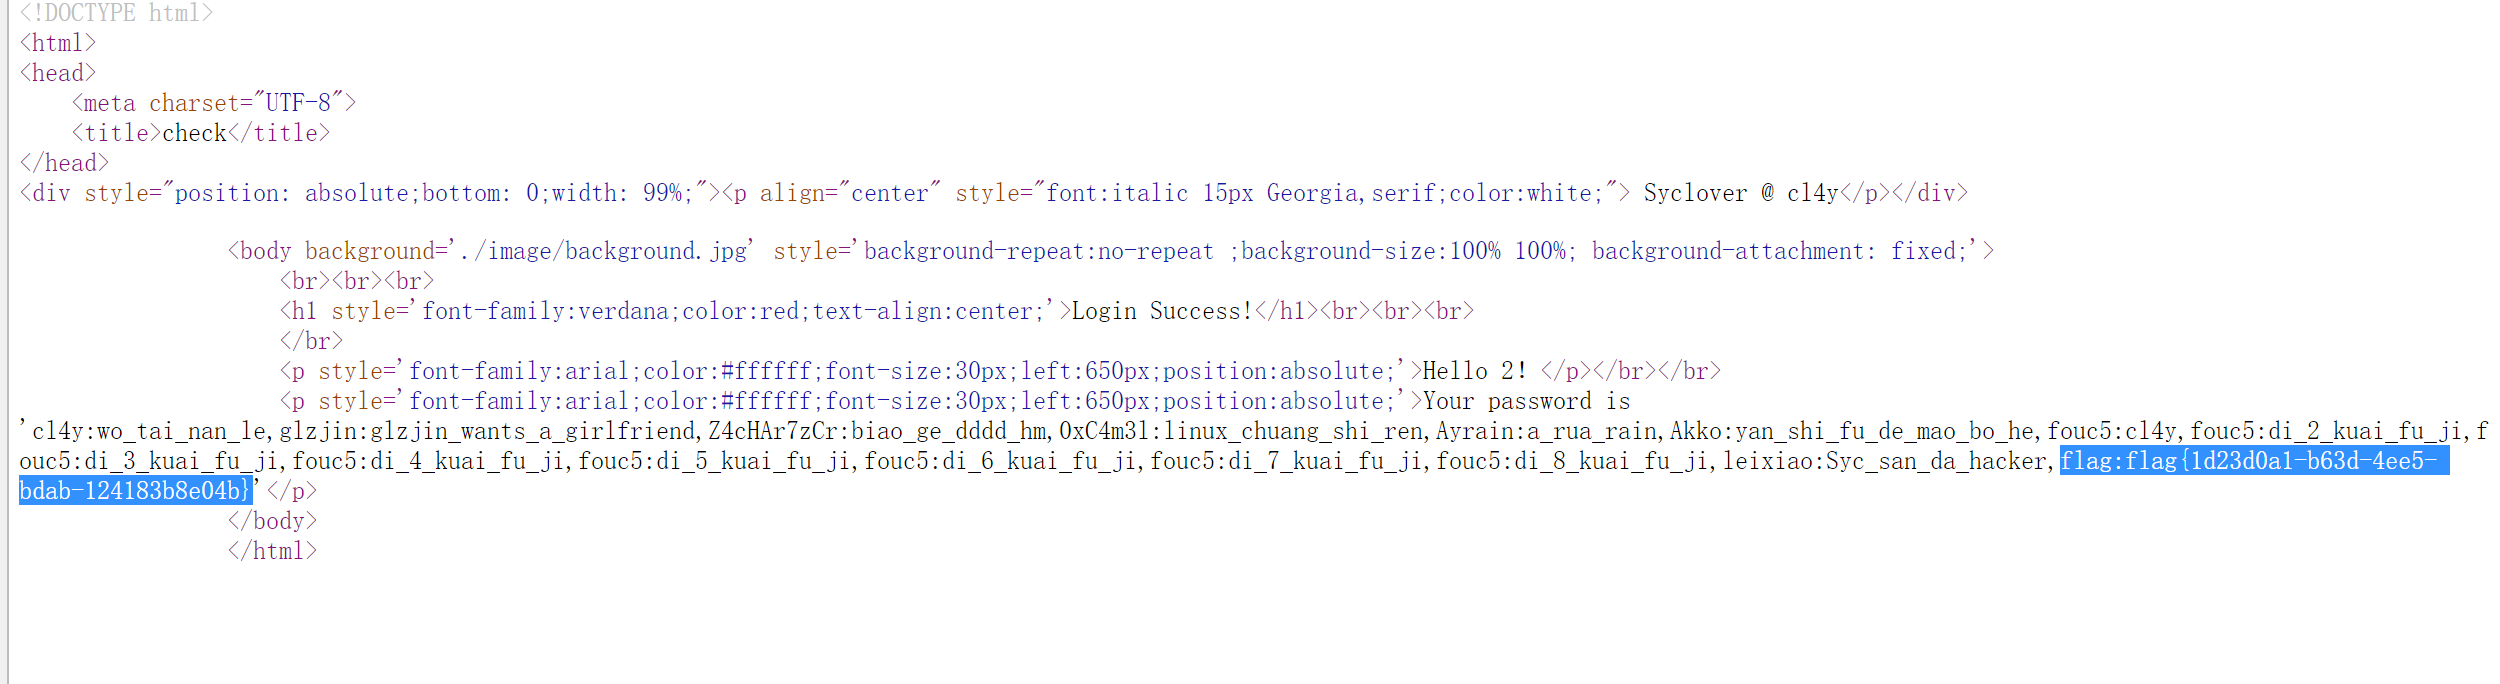 <!DOCTYPE html>
<html>
<head>
    <meta charset="UTF-8">
    <title>check</title>
</head>
<div style="position: absolute;bottom: 0;width: 99%;"><p align="center" style="font:italic 15px Georgia,serif;color:white;"> Syclover @ cl4y</p></div>
<body background='./image/background.jpg' style='background-repeat:no-repeat ;background-size:100% 100%; background-attachment: fixed;'>
<br><br><br>
<h1 style='font-family:verdana;color:red;text-align:center;'>Login Success!</h1><br><br><br>
</br>
<p style='font-family:arial;color:#ffffff;font-size:30px;left:650px;position:absolute;'>Hello 2! </p></br></br>
<p style='font-family:arial;color:#ffffff;font-size:30px;left:650px;position:absolute;'>Your password is
'cl4y:wo_tai_nan_le,glzjin:glzjin_wants_a_girlfriend,Z4cHAr7zCr:biao_ge_dddd_hm,0xC4m3l:linux_chuang_shi_ren,Ayrain:a_rua_rain,Akko:yan_shi_fu_de_mao_bo_he,fouc5:cl4y,fouc5:di_2_kuai_fu_ji,f
ouc5:di_3_kuai_fu_ji,fouc5:di_4_kuai_fu_ji,fouc5:di_5_kuai_fu_ji,fouc5:di_6_kuai_fu_ji,fouc5:di_7_kuai_fu_ji,fouc5:di_8_kuai_fu_ji,leixiao:Syc_san_da_hacker,flag:flag{1d23d0a1-b63d-4ee5-
bdab-124183b8e04b}'</p>
</body>
</html>